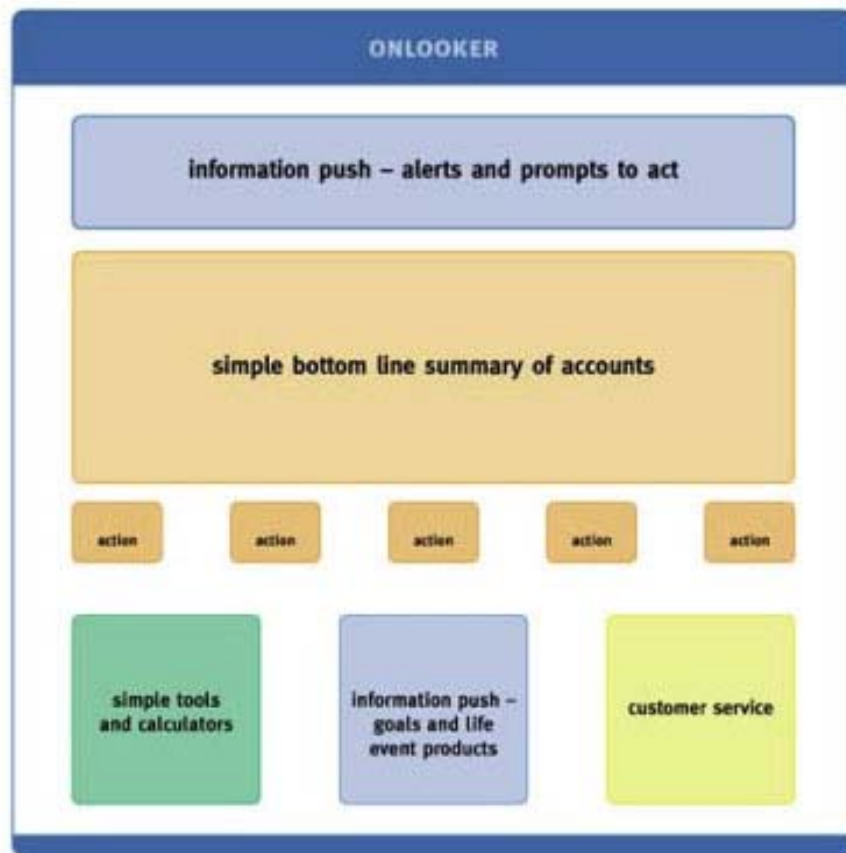 ONLOOKER
information push – alerts and prompts to act
simple bottom line summary of accounts
action
action
action
action
action
simple tools
and calculators
information push –
goals and life
event products
customer service